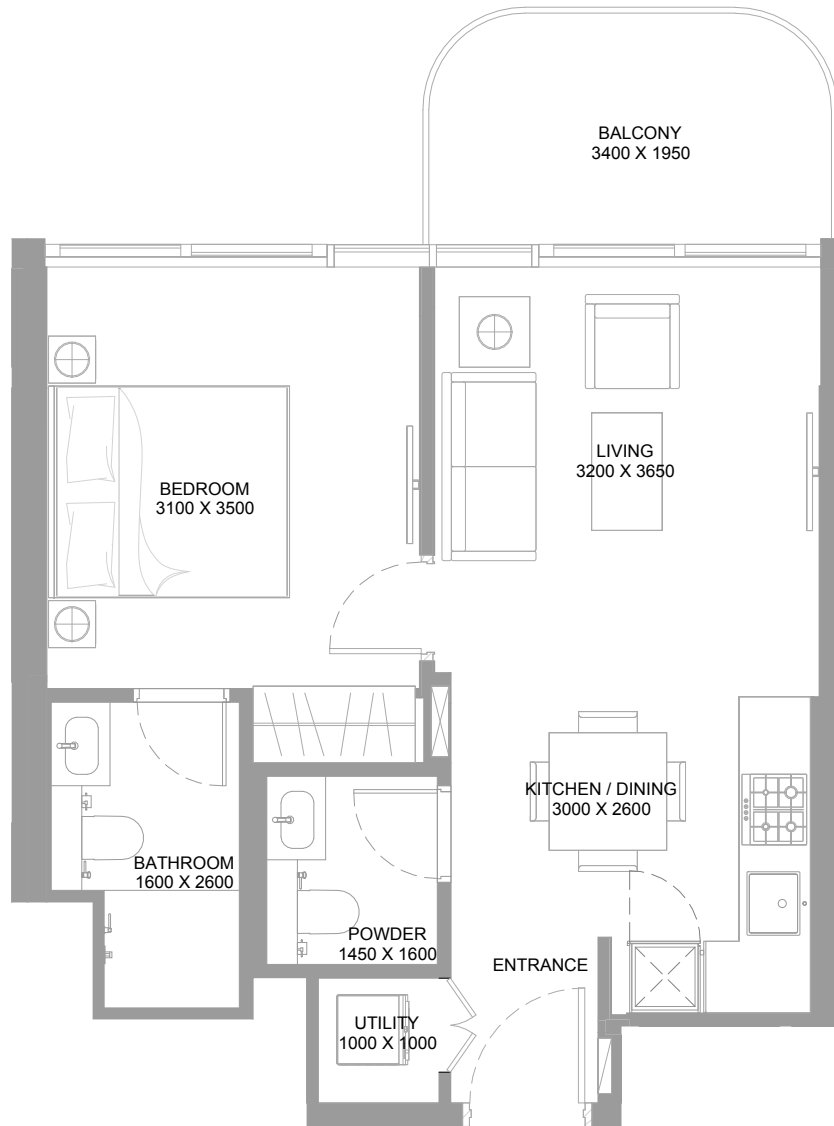 BALCONY
3400 X 1950
BEDROOM
3100 X 3500
LIVING
3200 X 3650
KITCHEN / DINING
3000 X 2600
BATHROOM
1600 X 2600
POWDER
1450 X 1600
ENTRANCE
UTILITY
1000 X 1000